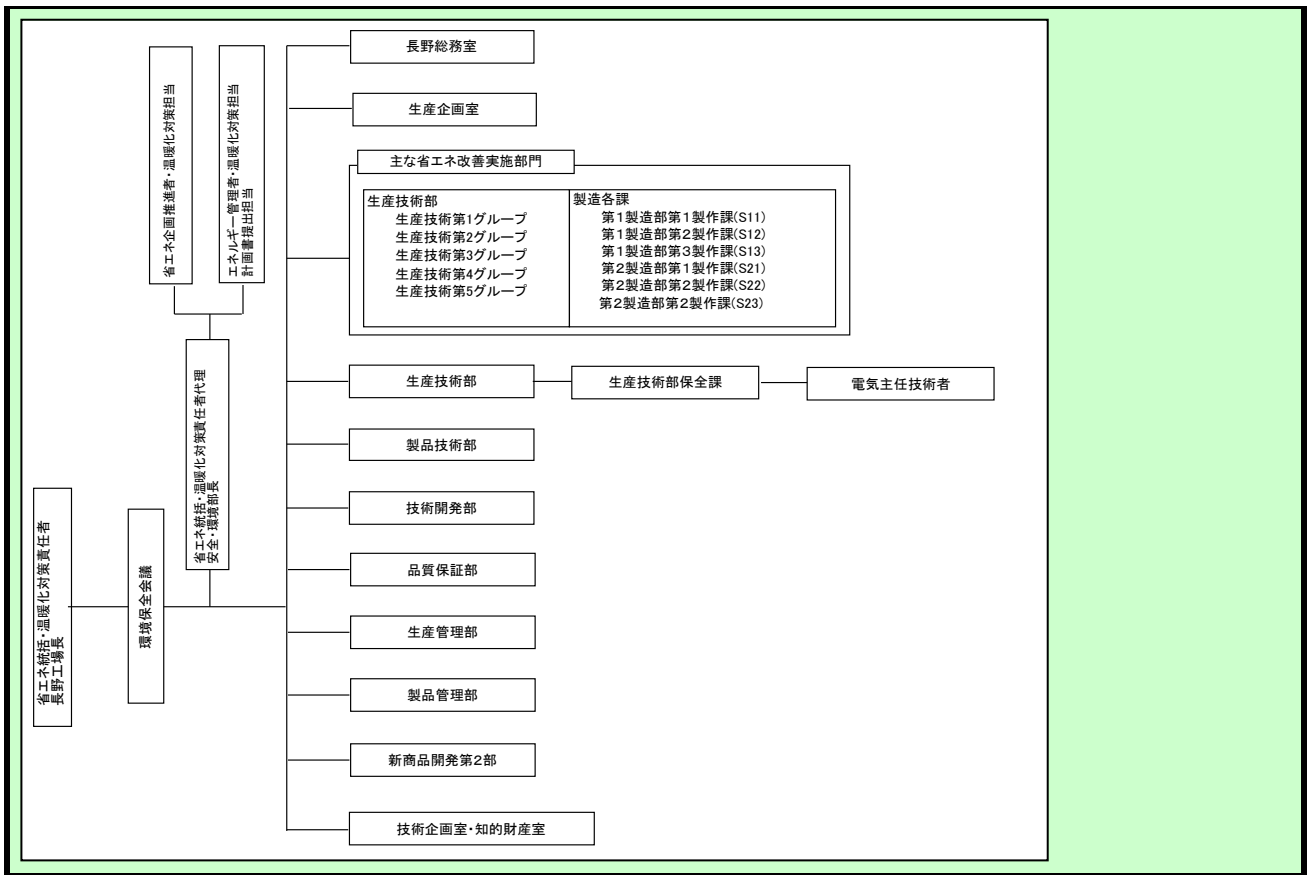 省エネ統括・温暖化対策責任者
長野工場長
環境保全会議
省エネ統括・温暖化対策責任者代理
安全・環境部長
省エネ企画推進者・温暖化対策担当
エネルギー管理者・温暖化対策担当
計画書提出担当
長野総務室
生産企画室
主な省エネ改善実施部門
生産技術部
生産技術第1グループ
生産技術第2グループ
生産技術第3グループ
生産技術第4グループ
生産技術第5グループ
製造各課
第1製造部第1製作課(S11)
第1製造部第2製作課(S12)
第1製造部第3製作課(S13)
第2製造部第1製作課(S21)
第2製造部第2製作課(S22)
第2製造部第2製作課(S23)
生産技術部
生産技術部保全課
電気主任技術者
製品技術部
技術開発部
品質保証部
生産管理部
製品管理部
新商品開発第2部
技術企画室・知的財産室